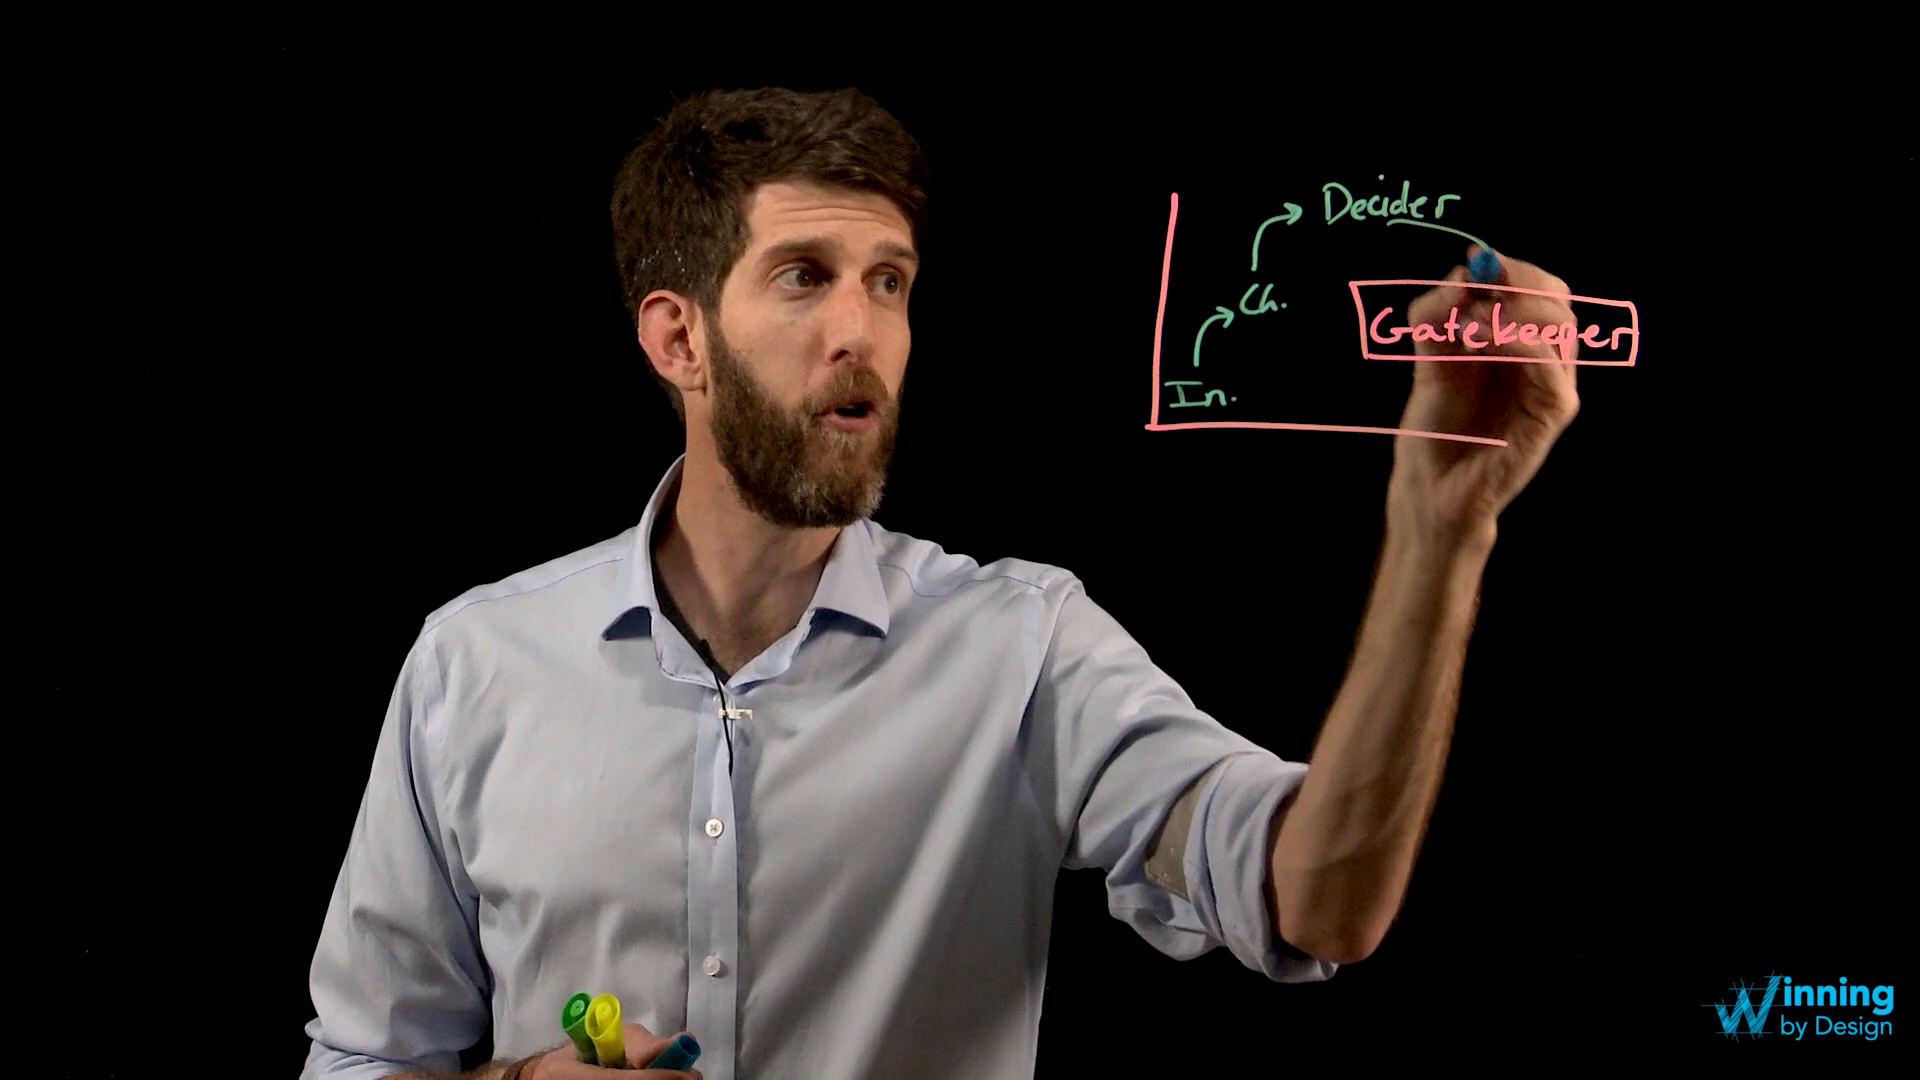 Decider
Ch.
Gatekeeper
In.
Winning
by Design